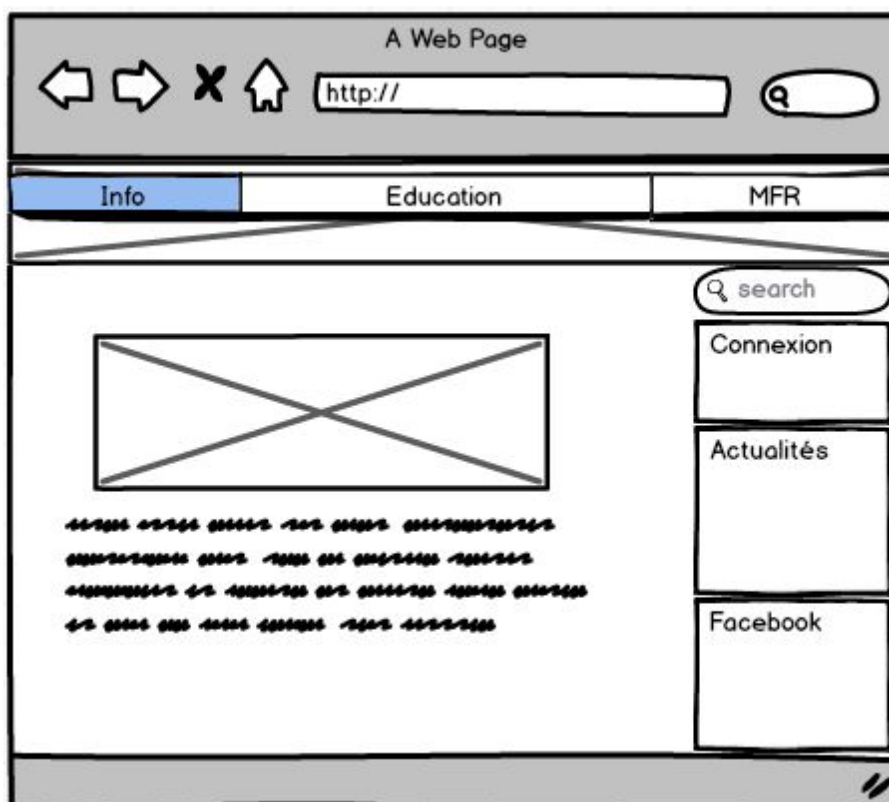 A Web Page
http://
Info Education MFR
search
Connexion
Actualités
Facebook